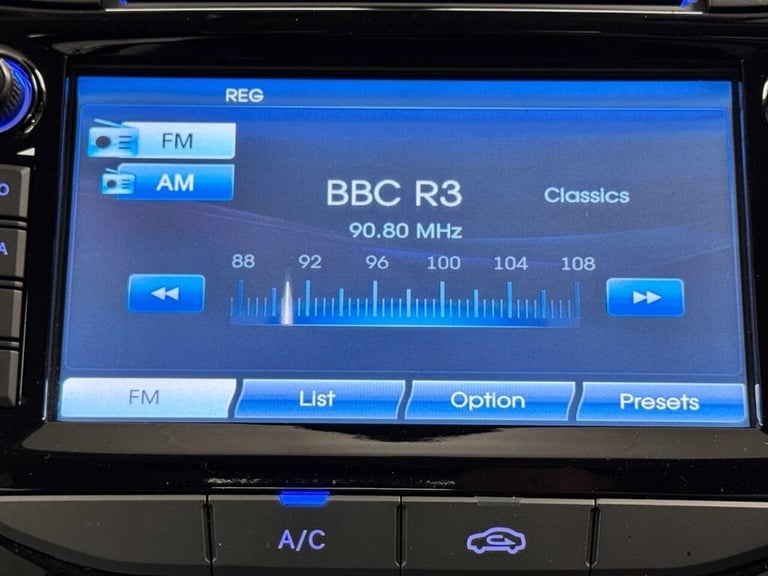 REG
FM
AM
BBC R3
Classics
90.80 MHz
88 92 96 100 104 108
FM List Option Presets
A/C